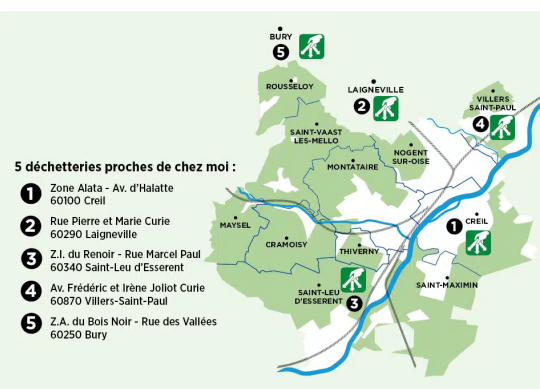 5 déchetteries proches de chez moi :
1 Zone Alata - Av. d'Halatte
60100 Creil
2 Rue Pierre et Marie Curie
60290 Laigneville
3 Z.I. du Renoir - Rue Marcel Paul
60340 Saint-Leu d'Esserent
4 Av. Frédéric et Irène Joliot Curie
60870 Villers-Saint-Paul
5 Z.A. du Bois Noir - Rue des Vallées
60250 Bury
BURY
5
ROUSSELOY
LAIGNEVILLE
2
VILLERS
SAINT-PAUL
4
SAINT-VAAST
LES-MELLO
NOGENT
SUR-OISE
MONTATAIRE
MAYSEL
CRAMOISY
THIVERNY
1
CREIL
SAINT-LEU
D'ESSERENT
3
SAINT-MAXIMIN